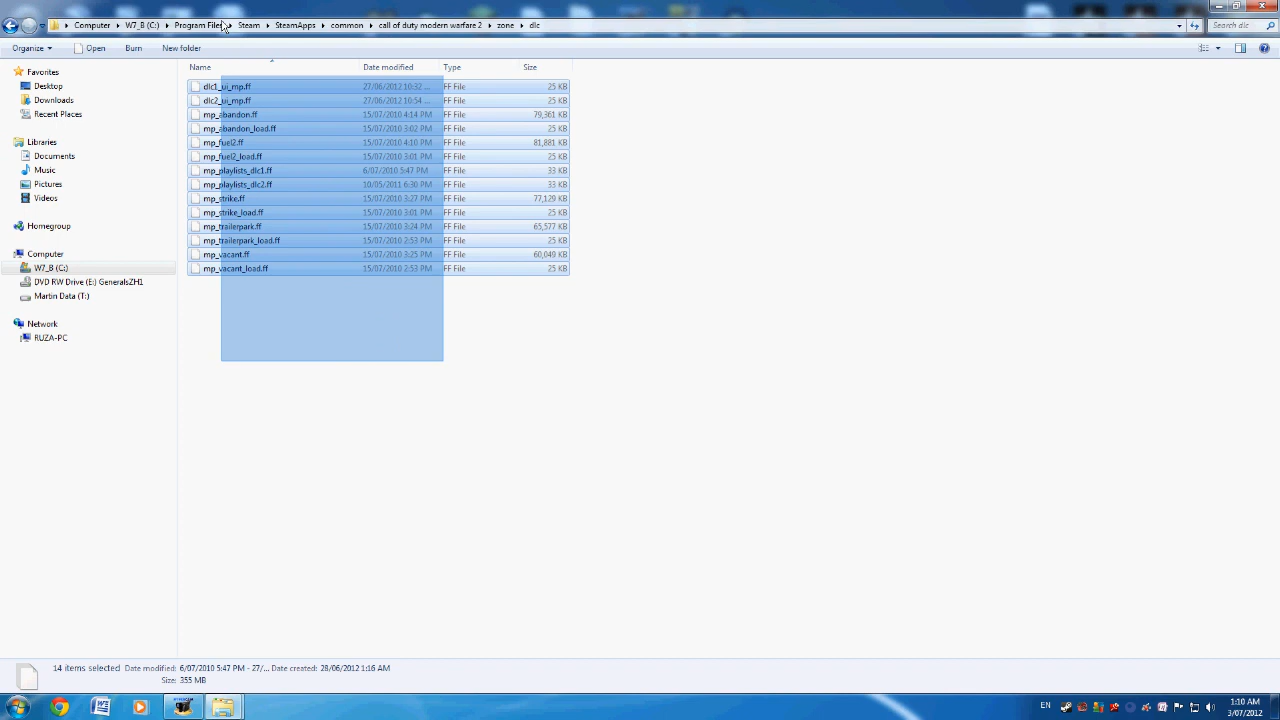 Computer W7_B (C:) Program Files Steam SteamApps common call of duty modern warfare 2 zone dlc Search dlc
Organize Open Burn New folder
Name Date modified Type Size
Favorites
Desktop
Downloads
Recent Places
Libraries
Documents
Music
Pictures
Videos
Homegroup
Computer
W7_B (C:)
DVD RW Drive (E:) GeneralsZH1
Martin Data (T:)
Network
RUZA-PC
dlc1_ui_mp.ff 27/06/2012 10:32 ... FF File 25 KB
dlc2_ui_mp.ff 27/06/2012 10:54 ... FF File 25 KB
mp_abandon.ff 15/07/2010 4:14 PM FF File 79,361 KB
mp_abandon_load.ff 15/07/2010 3:02 PM FF File 25 KB
mp_fuel2.ff 15/07/2010 4:10 PM FF File 81,881 KB
mp_fuel2_load.ff 15/07/2010 3:01 PM FF File 25 KB
mp_playlists_dlc1.ff 6/07/2010 5:47 PM FF File 33 KB
mp_playlists_dlc2.ff 10/05/2011 6:30 PM FF File 33 KB
mp_strike.ff 15/07/2010 3:27 PM FF File 77,129 KB
mp_strike_load.ff 15/07/2010 3:01 PM FF File 25 KB
mp_trailerpark.ff 15/07/2010 3:24 PM FF File 65,577 KB
mp_trailerpark_load.ff 15/07/2010 2:53 PM FF File 25 KB
mp_vacant.ff 15/07/2010 3:25 PM FF File 60,049 KB
mp_vacant_load.ff 15/07/2010 2:53 PM FF File 25 KB
14 items selected Date modified: 6/07/2010 5:47 PM - 27/... Date created: 28/06/2012 1:16 AM
Size: 355 MB
EN 1:10 AM
3/07/2012